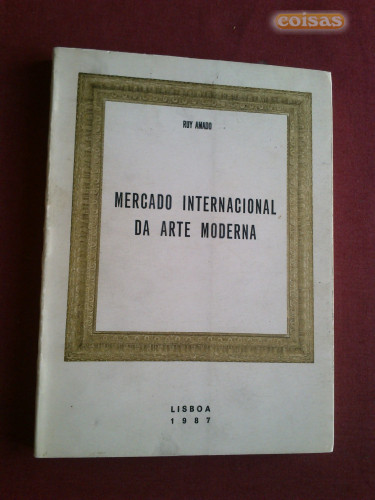 coisas
RUY AMADO
MERCADO INTERNACIONAL
DA ARTE MODERNA
LISBOA
1987